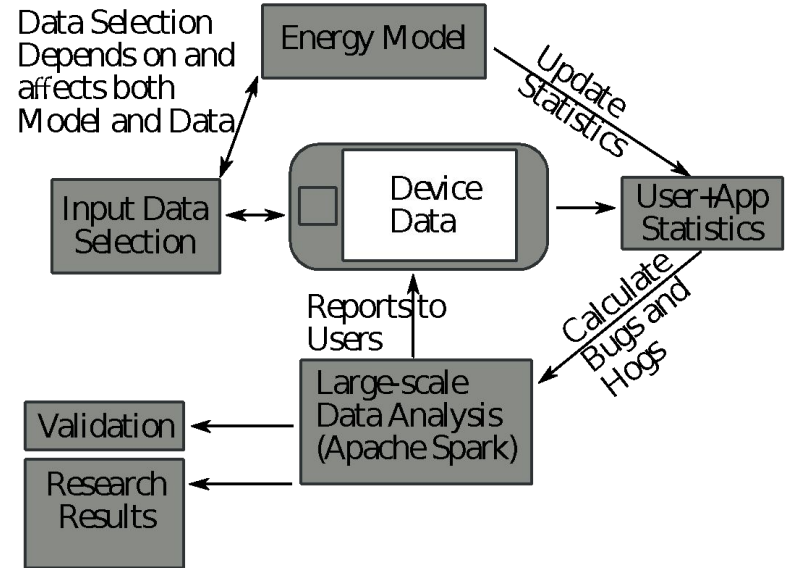 Data Selection
Depends on and
affects both
Model and Data
Energy Model
Update
Statistics
Input Data
Selection
Device
Data
User+App
Statistics
Reports to
Users
Calculate
Bugs and
Hogs
Large-scale
Data Analysis
(Apache Spark)
Validation
Research
Results